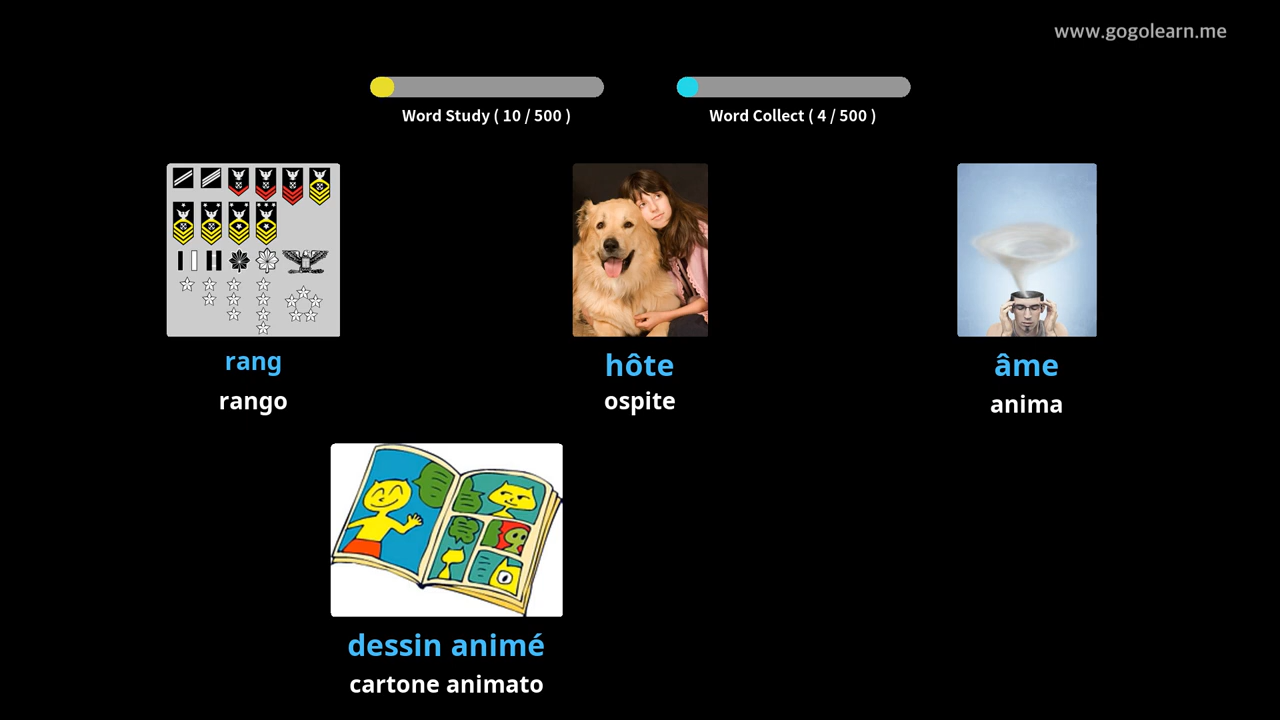 www.gogolearn.me
Word Study ( 10 / 500 )
Word Collect ( 4 / 500 )
rang
hôte
âme
rango
ospite
anima
dessin animé
cartone animato